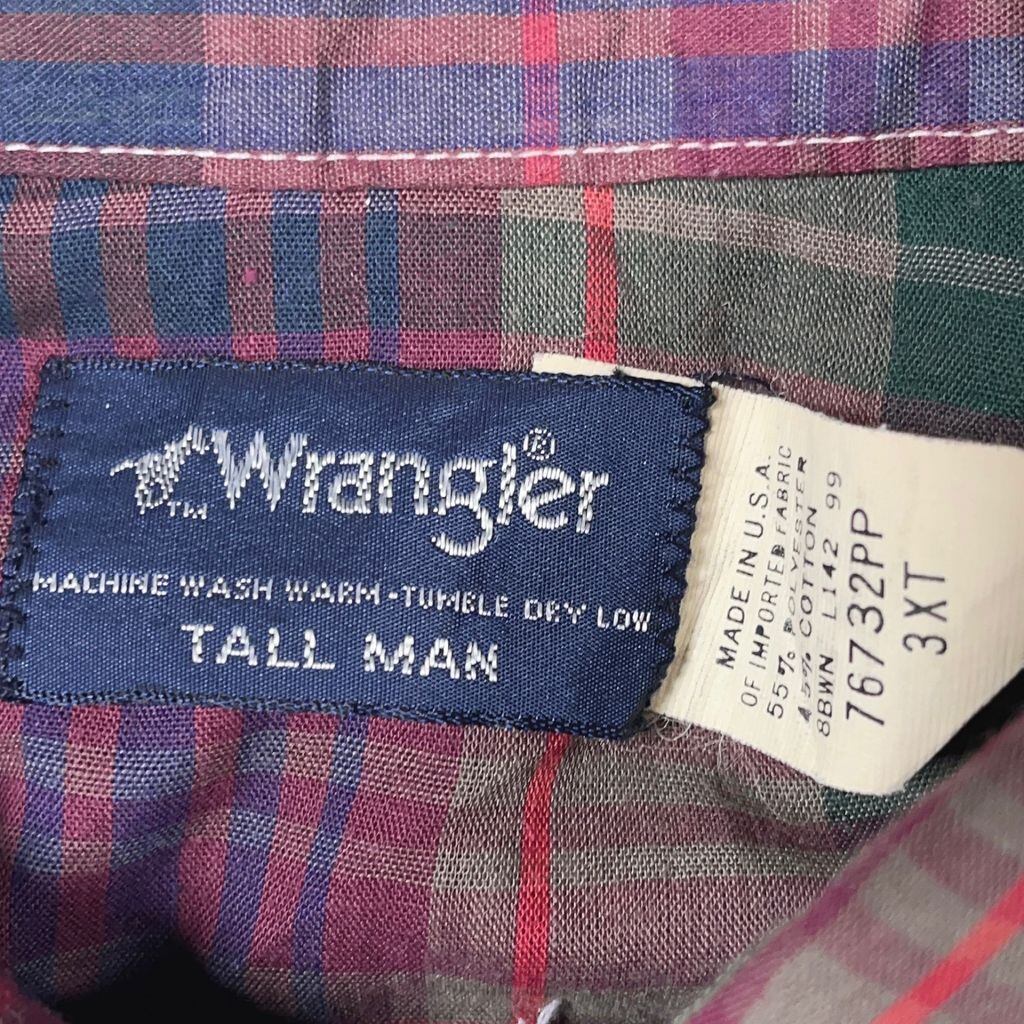 Wrangler®
TM
MACHINE WASH WARM-TUMBLE DRY LOW
TALL MAN
MADE IN U.S.A.
OF IMPORTED FABRIC
55% POLYESTER
45% COTTON
8BWN L142 99
76732PP
3XT